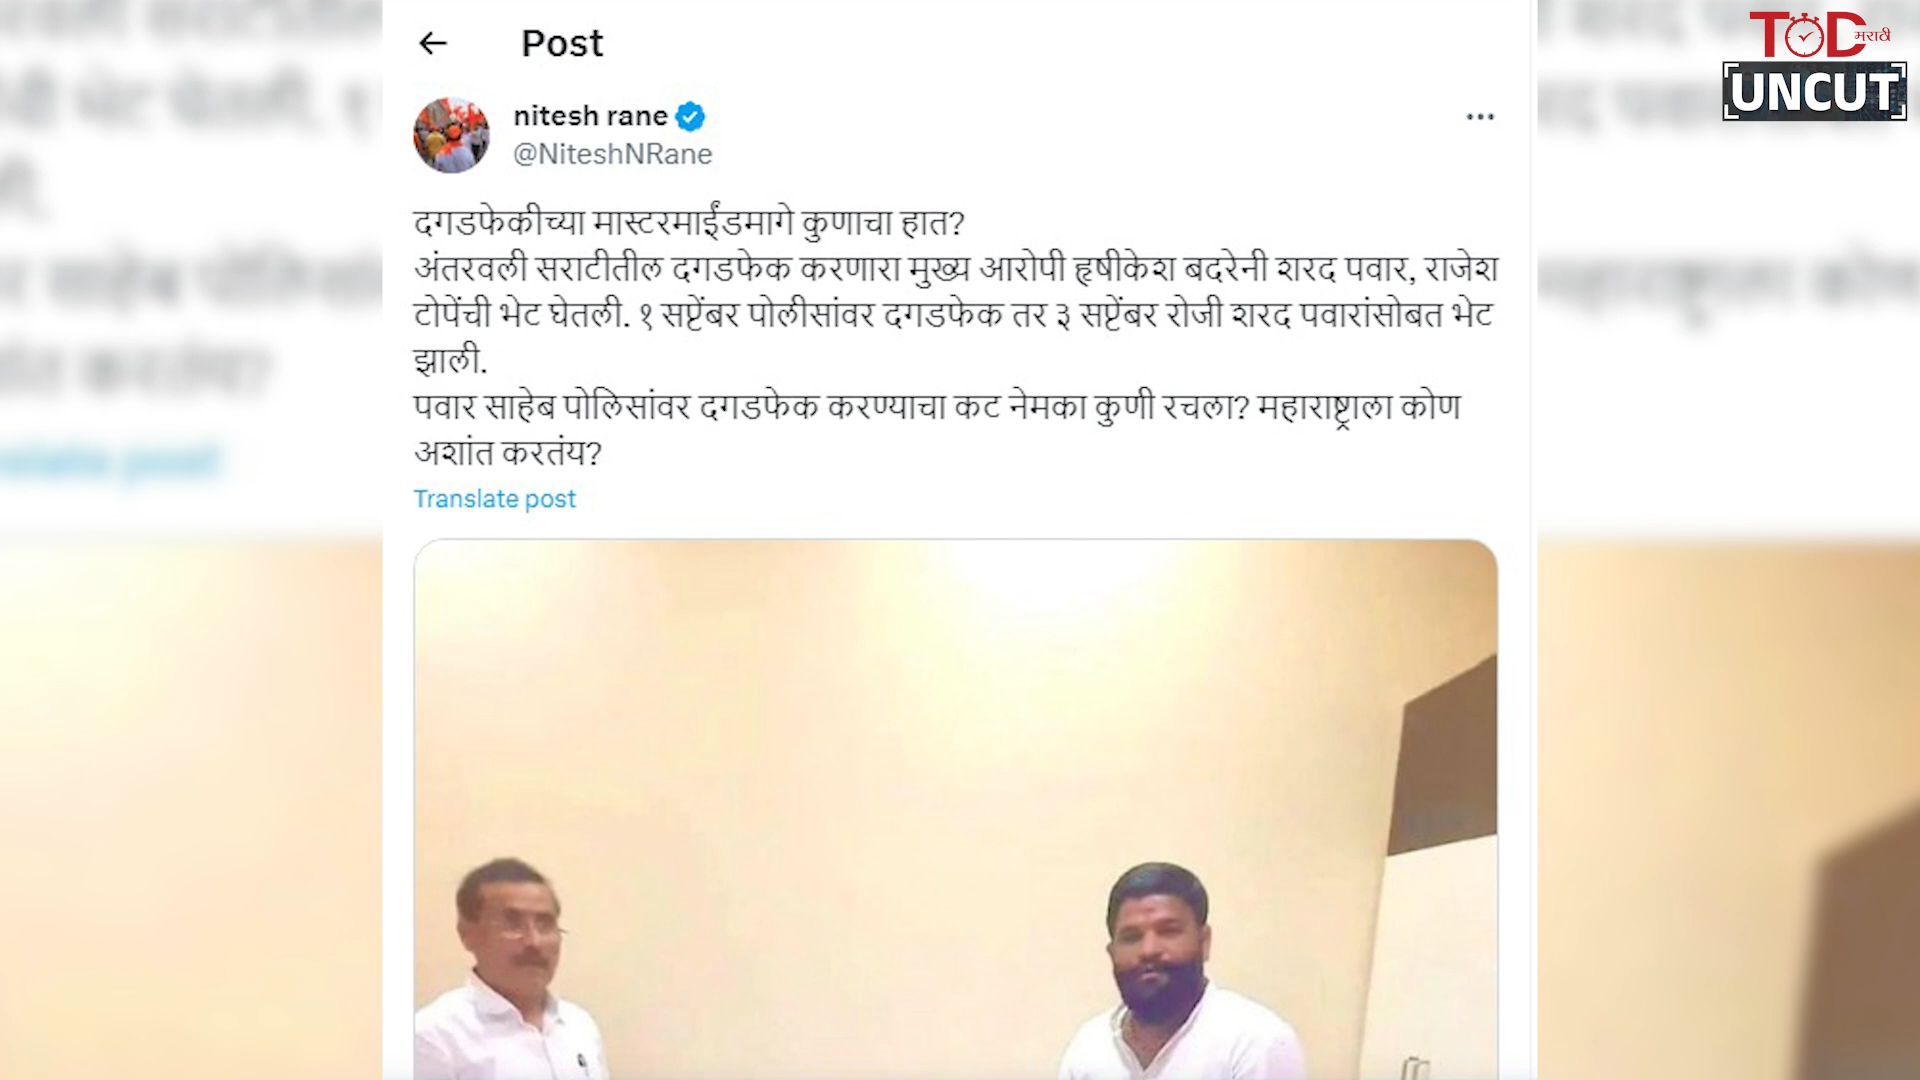 Post
TOD मराठी
UNCUT
nitesh rane
@NiteshNRane
दगडफेकीच्या मास्टरमाईंडमागे कुणाचा हात?
अंतरवली सराटीतील दगडफेक करणारा मुख्य आरोपी हृषीकेश बदरेनी शरद पवार, राजेश
टोपेंची भेट घेतली. १ सप्टेंबर पोलीसांवर दगडफेक तर ३ सप्टेंबर रोजी शरद पवारांसोबत भेट
झाली.
पवार साहेब पोलिसांवर दगडफेक करण्याचा कट नेमका कुणी रचला? महाराष्ट्राला कोण
अशांत करतंय?
Translate post